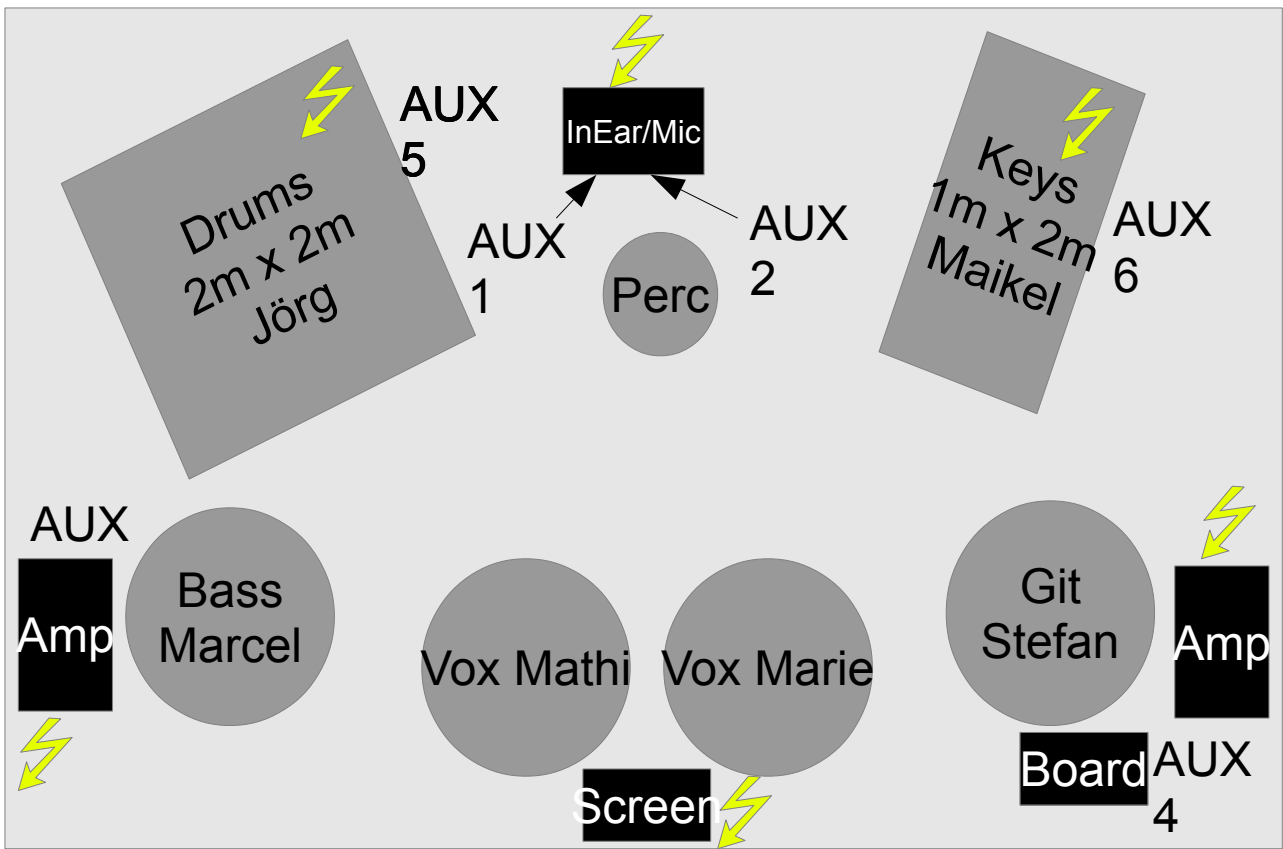 AUX
5
InEar/Mic
Drums
2m x 2m
Jörg
Keys
1m x 2m
Maikel
AUX
1
AUX
2
AUX
6
Perc
AUX
Amp
Bass
Marcel
Vox Mathi
Vox Marie
Git
Stefan
Amp
Board
AUX
4
Screen